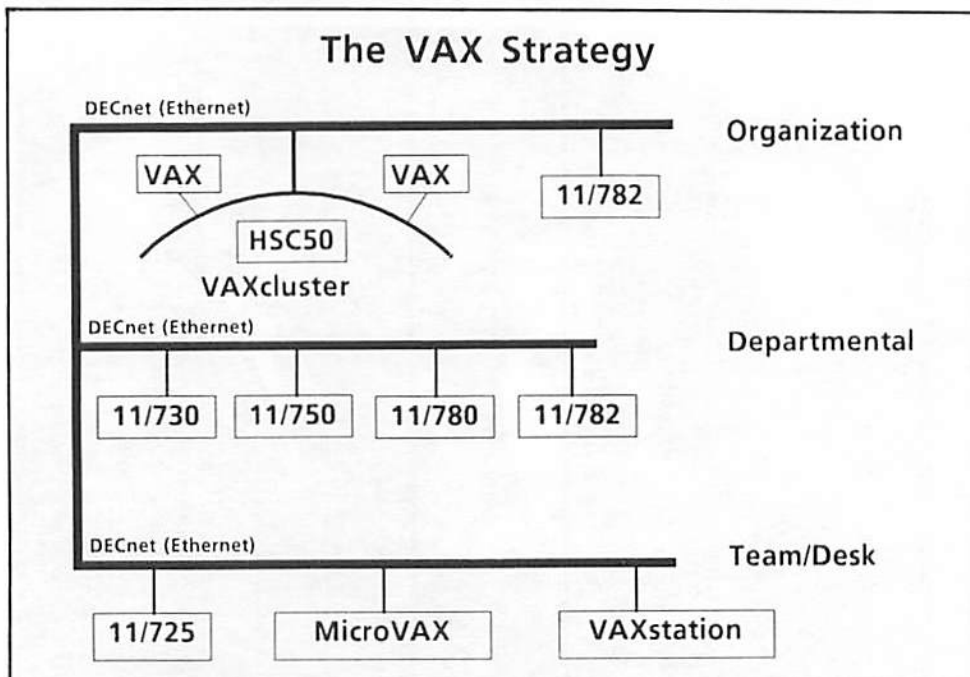 The VAX Strategy
DECnet (Ethernet)
Organization
VAX
VAX
11/782
HSC50
VAXcluster
DECnet (Ethernet)
Departmental
11/730
11/750
11/780
11/782
DECnet (Ethernet)
Team/Desk
11/725
MicroVAX
VAXstation